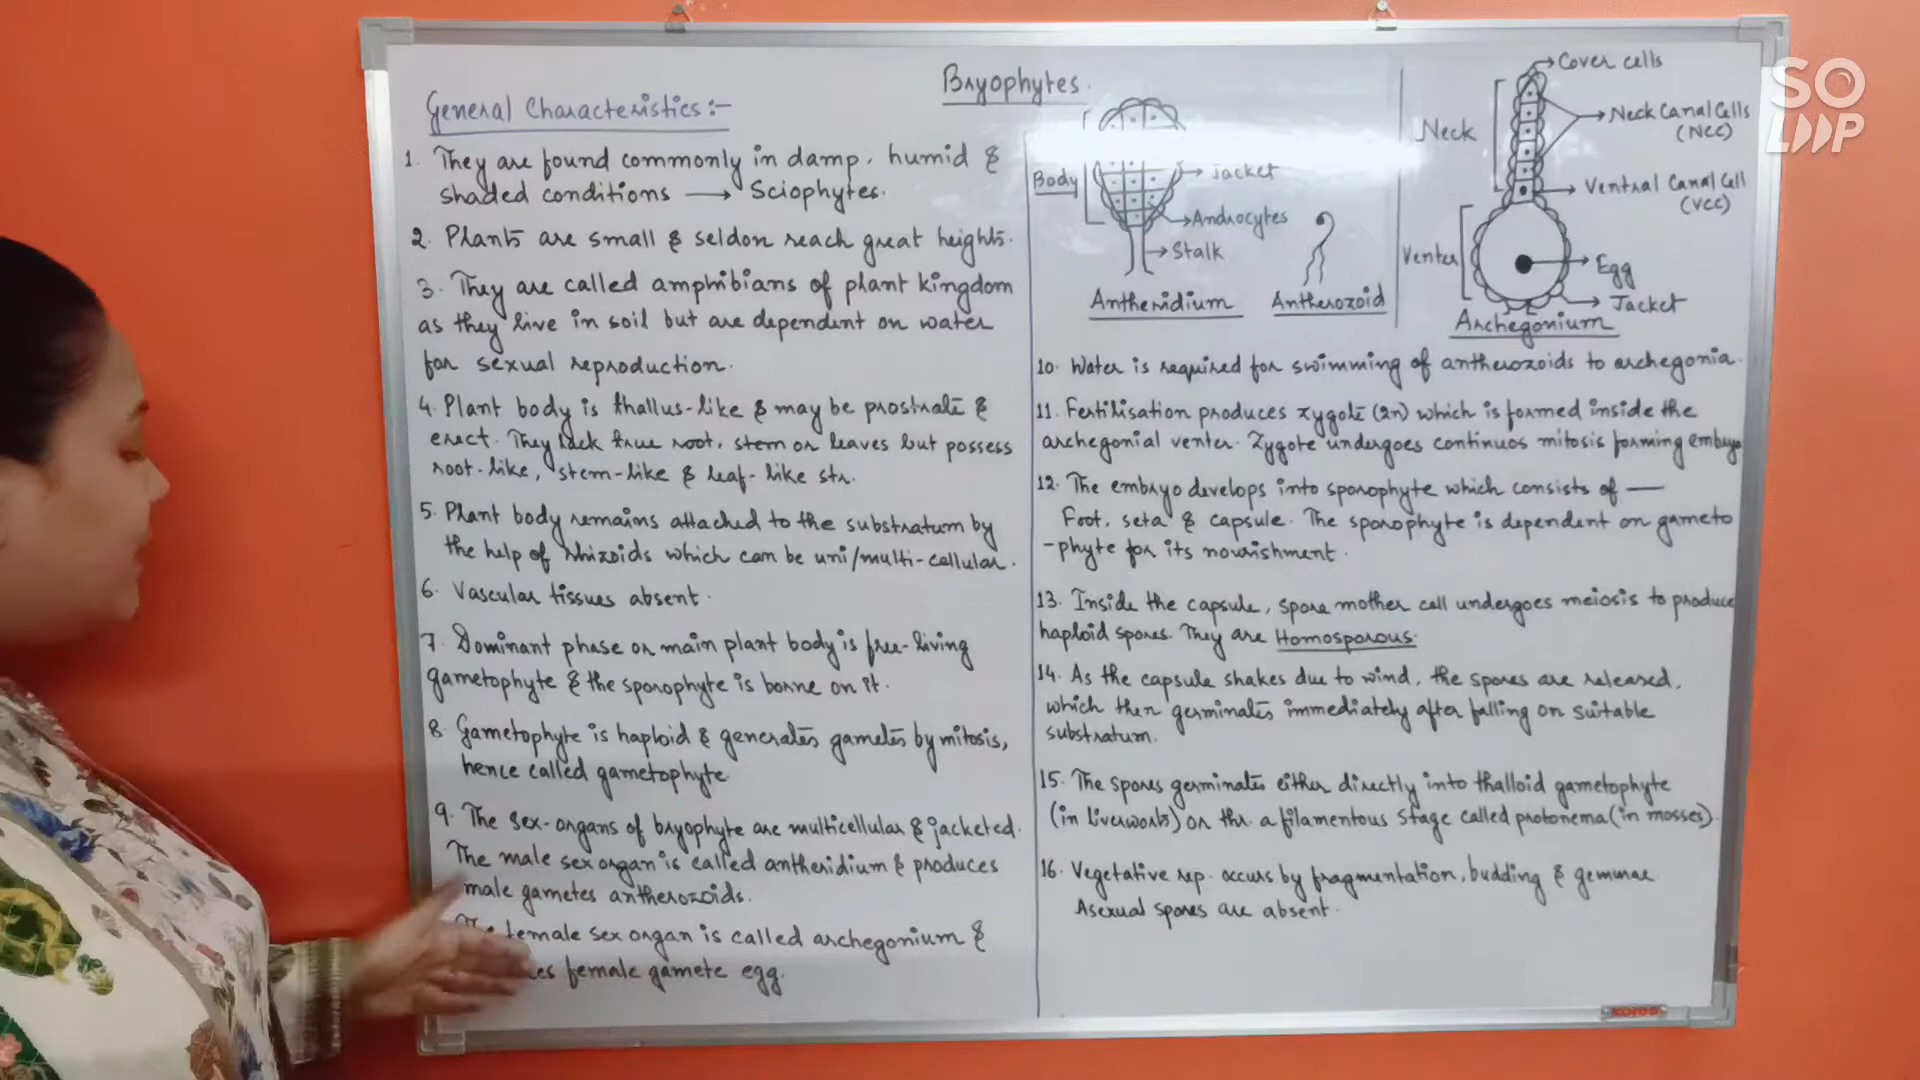 Bryophytes.
General Characteristics:-
1. They are found commonly in damp, humid &
shaded conditions → Sciophytes.
2. Plants are small & seldon reach great heights.
3. They are called amphibians of plant kingdom
as they live in soil but are dependent on water
for sexual reproduction.
4. Plant body is thallus-like & may be prostrate &
erect. They lack true root, stem or leaves but possess
root-like, stem-like & leaf-like str.
5. Plant body remains attached to the substratum by
the help of rhizoids which can be uni/multi-cellular.
6. Vascular tissues absent.
7. Dominant phase or main plant body is free-living
gametophyte & the sporophyte is borne on it.
8. Gametophyte is haploid & generates gametes by mitosis,
hence called gametophyte
9. The sex-organs of bryophyte are multicellular & jacketed.
The male sex organ is called antheridium & produces
male gametes antherozoids.
The female sex organ is called archegonium &
female gamete egg.
Body
Jacket
Androcytes
Stalk
Antheridium
Antherozoid
Cover cells
Neck
Neck Canal Cells
(NCC)
Ventral Canal Cell
(VCC)
Venter
Egg
Jacket
Archegonium
10. Water is required for swimming of antherozoids to archegonia.
11. Fertilisation produces zygote (2n) which is formed inside the
archegonial venter. Zygote undergoes continuos mitosis forming embryo
12. The embryo develops into sporophyte which consists of —
Foot, seta & capsule. The sporophyte is dependent on gameto
-phyte for its nourishment.
13. Inside the capsule, spore mother cell undergoes meiosis to produce
haploid spores. They are Homosporous.
14. As the capsule shakes due to wind, the spores are released,
which then germinates immediately after falling on suitable
substratum.
15. The spores germinates either directly into thalloid gametophyte
(in liverworts) or thr. a filamentous stage called protonema (in mosses).
16. Vegetative rep. occurs by fragmentation, budding & gemmae
Asexual spores are absent.
SO
LOOP
KORES